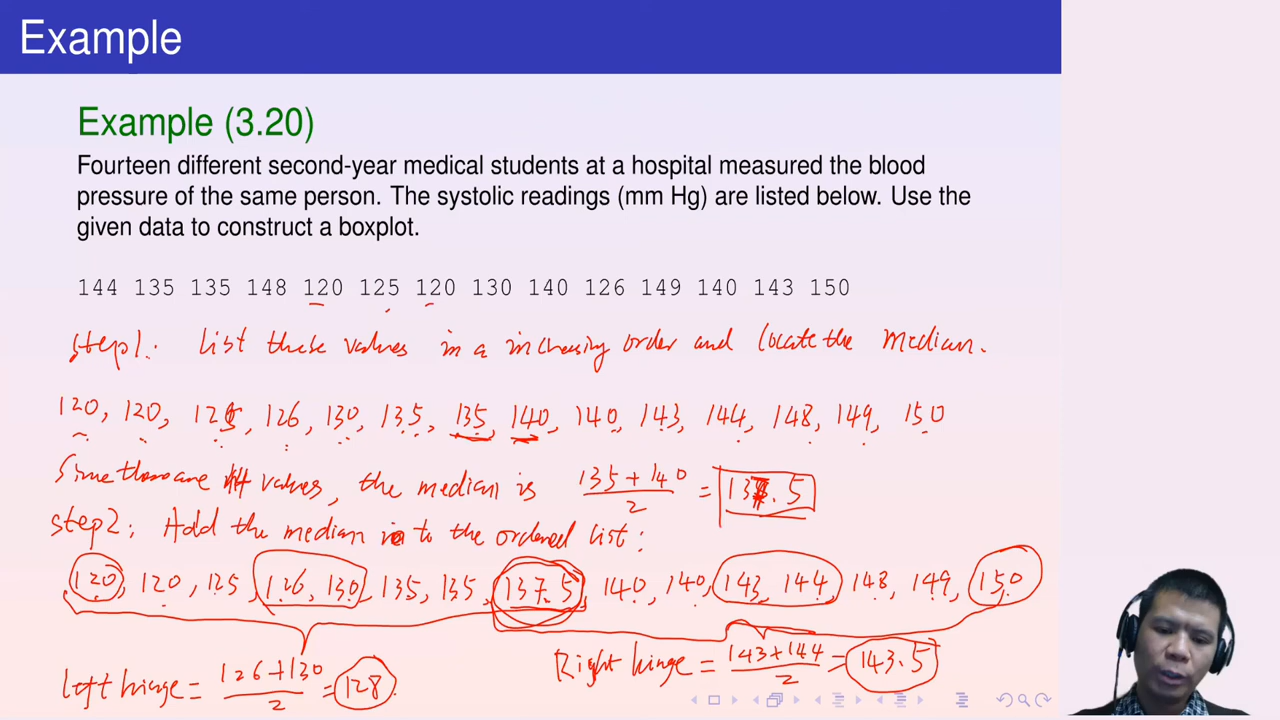 Example
Example (3.20)
Fourteen different second-year medical students at a hospital measured the blood
pressure of the same person. The systolic readings (mm Hg) are listed below. Use the
given data to construct a boxplot.
144 135 135 148 120 125 120 130 140 126 149 140 143 150
Step1: List these values in a increasing order and locate the Median.
120, 120, 125, 126, 130, 135, 135, 140, 140, 143, 144, 148, 149, 150
Since there are 14 values, the median is (135+140)/2 = 137.5
Step2: Add the median to the ordered list:
120, 120, 125, 126, 130, 135, 135, 137.5, 140, 140, 143, 144, 148, 149, 150
Left hinge = (126+130)/2 = 128.
Right hinge = (143+144)/2 = 143.5